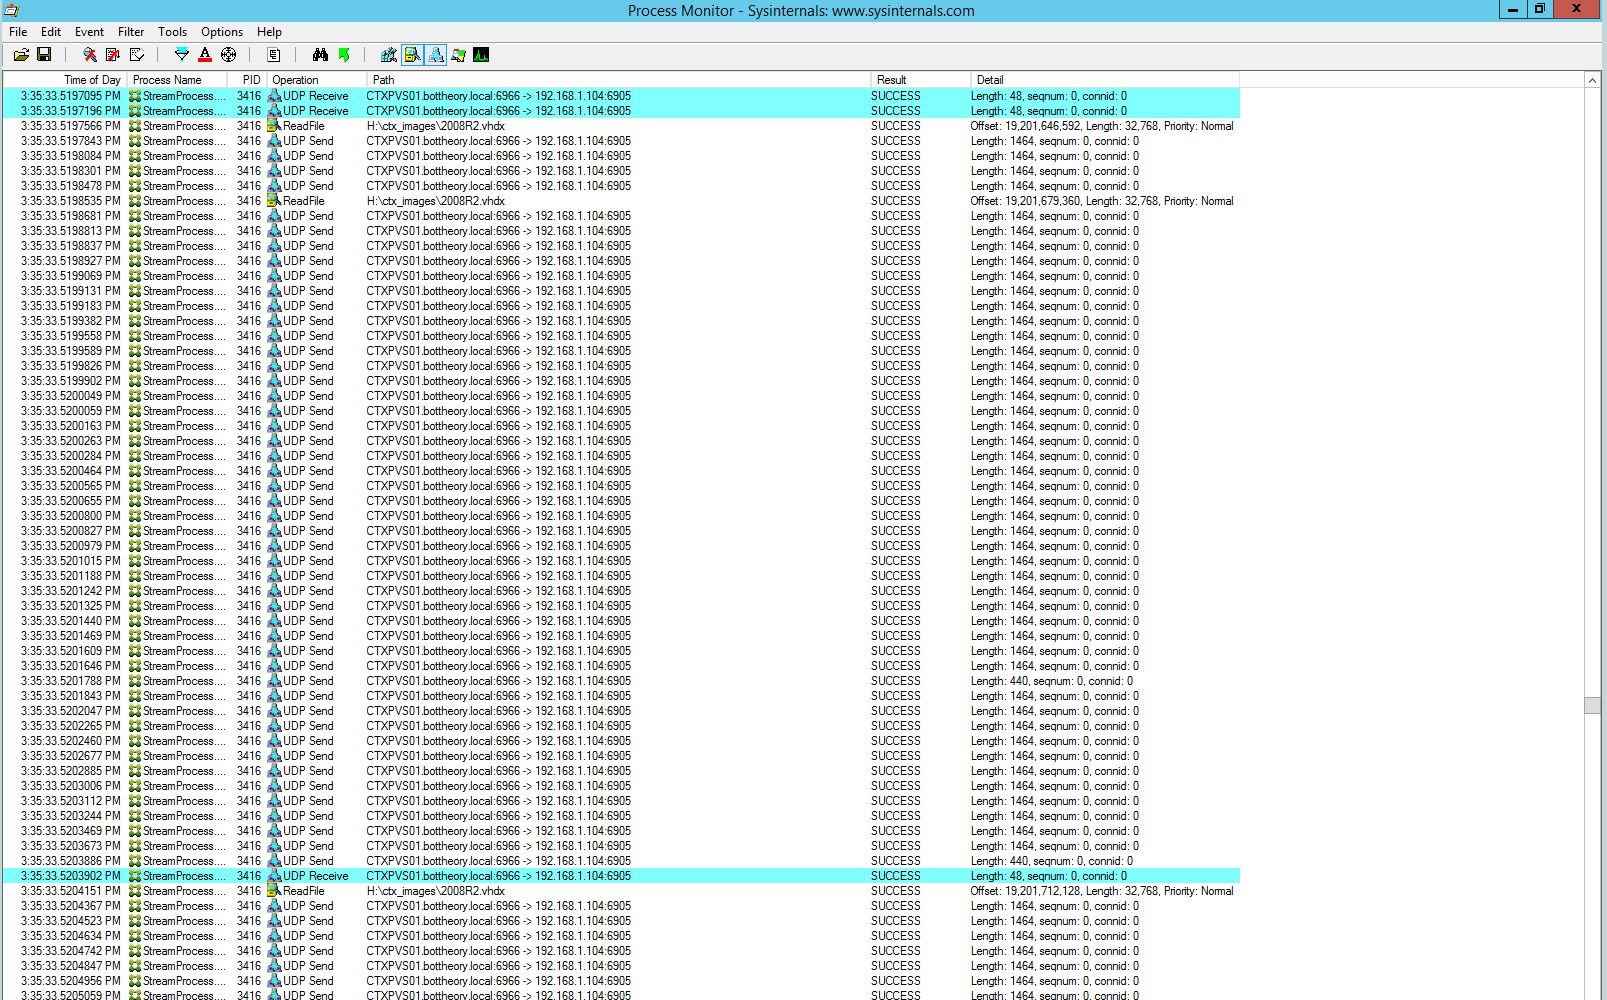 Process Monitor - Sysinternals: www.sysinternals.com
File Edit Event Filter Tools Options Help
Time of Day Process Name PID Operation Path Result Detail
3:35:33.5197095 PM StreamProcess.... 3416 UDP Receive CTXPVS01.bottheory.local:6966 -> 192.168.1.104:6905 SUCCESS Length: 48, seqnum: 0, connid: 0
3:35:33.5197196 PM StreamProcess.... 3416 UDP Receive CTXPVS01.bottheory.local:6966 -> 192.168.1.104:6905 SUCCESS Length: 48, seqnum: 0, connid: 0
3:35:33.5197566 PM StreamProcess.... 3416 ReadFile H:\ctx_images\2008R2.vhdx SUCCESS Offset: 19,201,646,592, Length: 32,768, Priority: Normal
3:35:33.5197843 PM StreamProcess.... 3416 UDP Send CTXPVS01.bottheory.local:6966 -> 192.168.1.104:6905 SUCCESS Length: 1464, seqnum: 0, connid: 0
3:35:33.5198084 PM StreamProcess.... 3416 UDP Send CTXPVS01.bottheory.local:6966 -> 192.168.1.104:6905 SUCCESS Length: 1464, seqnum: 0, connid: 0
3:35:33.5198301 PM StreamProcess.... 3416 UDP Send CTXPVS01.bottheory.local:6966 -> 192.168.1.104:6905 SUCCESS Length: 1464, seqnum: 0, connid: 0
3:35:33.5198478 PM StreamProcess.... 3416 UDP Send CTXPVS01.bottheory.local:6966 -> 192.168.1.104:6905 SUCCESS Length: 1464, seqnum: 0, connid: 0
3:35:33.5198535 PM StreamProcess.... 3416 ReadFile H:\ctx_images\2008R2.vhdx SUCCESS Offset: 19,201,679,360, Length: 32,768, Priority: Normal
3:35:33.5198681 PM StreamProcess.... 3416 UDP Send CTXPVS01.bottheory.local:6966 -> 192.168.1.104:6905 SUCCESS Length: 1464, seqnum: 0, connid: 0
3:35:33.5198813 PM StreamProcess.... 3416 UDP Send CTXPVS01.bottheory.local:6966 -> 192.168.1.104:6905 SUCCESS Length: 1464, seqnum: 0, connid: 0
3:35:33.5198837 PM StreamProcess.... 3416 UDP Send CTXPVS01.bottheory.local:6966 -> 192.168.1.104:6905 SUCCESS Length: 1464, seqnum: 0, connid: 0
3:35:33.5198927 PM StreamProcess.... 3416 UDP Send CTXPVS01.bottheory.local:6966 -> 192.168.1.104:6905 SUCCESS Length: 1464, seqnum: 0, connid: 0
3:35:33.5199069 PM StreamProcess.... 3416 UDP Send CTXPVS01.bottheory.local:6966 -> 192.168.1.104:6905 SUCCESS Length: 1464, seqnum: 0, connid: 0
3:35:33.5199131 PM StreamProcess.... 3416 UDP Send CTXPVS01.bottheory.local:6966 -> 192.168.1.104:6905 SUCCESS Length: 1464, seqnum: 0, connid: 0
3:35:33.5199183 PM StreamProcess.... 3416 UDP Send CTXPVS01.bottheory.local:6966 -> 192.168.1.104:6905 SUCCESS Length: 1464, seqnum: 0, connid: 0
3:35:33.5199382 PM StreamProcess.... 3416 UDP Send CTXPVS01.bottheory.local:6966 -> 192.168.1.104:6905 SUCCESS Length: 1464, seqnum: 0, connid: 0
3:35:33.5199558 PM StreamProcess.... 3416 UDP Send CTXPVS01.bottheory.local:6966 -> 192.168.1.104:6905 SUCCESS Length: 1464, seqnum: 0, connid: 0
3:35:33.5199589 PM StreamProcess.... 3416 UDP Send CTXPVS01.bottheory.local:6966 -> 192.168.1.104:6905 SUCCESS Length: 1464, seqnum: 0, connid: 0
3:35:33.5199826 PM StreamProcess.... 3416 UDP Send CTXPVS01.bottheory.local:6966 -> 192.168.1.104:6905 SUCCESS Length: 1464, seqnum: 0, connid: 0
3:35:33.5199902 PM StreamProcess.... 3416 UDP Send CTXPVS01.bottheory.local:6966 -> 192.168.1.104:6905 SUCCESS Length: 1464, seqnum: 0, connid: 0
3:35:33.5200049 PM StreamProcess.... 3416 UDP Send CTXPVS01.bottheory.local:6966 -> 192.168.1.104:6905 SUCCESS Length: 1464, seqnum: 0, connid: 0
3:35:33.5200059 PM StreamProcess.... 3416 UDP Send CTXPVS01.bottheory.local:6966 -> 192.168.1.104:6905 SUCCESS Length: 1464, seqnum: 0, connid: 0
3:35:33.5200163 PM StreamProcess.... 3416 UDP Send CTXPVS01.bottheory.local:6966 -> 192.168.1.104:6905 SUCCESS Length: 1464, seqnum: 0, connid: 0
3:35:33.5200263 PM StreamProcess.... 3416 UDP Send CTXPVS01.bottheory.local:6966 -> 192.168.1.104:6905 SUCCESS Length: 1464, seqnum: 0, connid: 0
3:35:33.5200284 PM StreamProcess.... 3416 UDP Send CTXPVS01.bottheory.local:6966 -> 192.168.1.104:6905 SUCCESS Length: 1464, seqnum: 0, connid: 0
3:35:33.5200464 PM StreamProcess.... 3416 UDP Send CTXPVS01.bottheory.local:6966 -> 192.168.1.104:6905 SUCCESS Length: 1464, seqnum: 0, connid: 0
3:35:33.5200565 PM StreamProcess.... 3416 UDP Send CTXPVS01.bottheory.local:6966 -> 192.168.1.104:6905 SUCCESS Length: 1464, seqnum: 0, connid: 0
3:35:33.5200655 PM StreamProcess.... 3416 UDP Send CTXPVS01.bottheory.local:6966 -> 192.168.1.104:6905 SUCCESS Length: 1464, seqnum: 0, connid: 0
3:35:33.5200800 PM StreamProcess.... 3416 UDP Send CTXPVS01.bottheory.local:6966 -> 192.168.1.104:6905 SUCCESS Length: 1464, seqnum: 0, connid: 0
3:35:33.5200827 PM StreamProcess.... 3416 UDP Send CTXPVS01.bottheory.local:6966 -> 192.168.1.104:6905 SUCCESS Length: 1464, seqnum: 0, connid: 0
3:35:33.5200979 PM StreamProcess.... 3416 UDP Send CTXPVS01.bottheory.local:6966 -> 192.168.1.104:6905 SUCCESS Length: 1464, seqnum: 0, connid: 0
3:35:33.5201015 PM StreamProcess.... 3416 UDP Send CTXPVS01.bottheory.local:6966 -> 192.168.1.104:6905 SUCCESS Length: 1464, seqnum: 0, connid: 0
3:35:33.5201188 PM StreamProcess.... 3416 UDP Send CTXPVS01.bottheory.local:6966 -> 192.168.1.104:6905 SUCCESS Length: 1464, seqnum: 0, connid: 0
3:35:33.5201242 PM StreamProcess.... 3416 UDP Send CTXPVS01.bottheory.local:6966 -> 192.168.1.104:6905 SUCCESS Length: 1464, seqnum: 0, connid: 0
3:35:33.5201325 PM StreamProcess.... 3416 UDP Send CTXPVS01.bottheory.local:6966 -> 192.168.1.104:6905 SUCCESS Length: 1464, seqnum: 0, connid: 0
3:35:33.5201440 PM StreamProcess.... 3416 UDP Send CTXPVS01.bottheory.local:6966 -> 192.168.1.104:6905 SUCCESS Length: 1464, seqnum: 0, connid: 0
3:35:33.5201469 PM StreamProcess.... 3416 UDP Send CTXPVS01.bottheory.local:6966 -> 192.168.1.104:6905 SUCCESS Length: 1464, seqnum: 0, connid: 0
3:35:33.5201609 PM StreamProcess.... 3416 UDP Send CTXPVS01.bottheory.local:6966 -> 192.168.1.104:6905 SUCCESS Length: 1464, seqnum: 0, connid: 0
3:35:33.5201646 PM StreamProcess.... 3416 UDP Send CTXPVS01.bottheory.local:6966 -> 192.168.1.104:6905 SUCCESS Length: 1464, seqnum: 0, connid: 0
3:35:33.5201788 PM StreamProcess.... 3416 UDP Send CTXPVS01.bottheory.local:6966 -> 192.168.1.104:6905 SUCCESS Length: 440, seqnum: 0, connid: 0
3:35:33.5201843 PM StreamProcess.... 3416 UDP Send CTXPVS01.bottheory.local:6966 -> 192.168.1.104:6905 SUCCESS Length: 1464, seqnum: 0, connid: 0
3:35:33.5202047 PM StreamProcess.... 3416 UDP Send CTXPVS01.bottheory.local:6966 -> 192.168.1.104:6905 SUCCESS Length: 1464, seqnum: 0, connid: 0
3:35:33.5202265 PM StreamProcess.... 3416 UDP Send CTXPVS01.bottheory.local:6966 -> 192.168.1.104:6905 SUCCESS Length: 1464, seqnum: 0, connid: 0
3:35:33.5202460 PM StreamProcess.... 3416 UDP Send CTXPVS01.bottheory.local:6966 -> 192.168.1.104:6905 SUCCESS Length: 1464, seqnum: 0, connid: 0
3:35:33.5202677 PM StreamProcess.... 3416 UDP Send CTXPVS01.bottheory.local:6966 -> 192.168.1.104:6905 SUCCESS Length: 1464, seqnum: 0, connid: 0
3:35:33.5202885 PM StreamProcess.... 3416 UDP Send CTXPVS01.bottheory.local:6966 -> 192.168.1.104:6905 SUCCESS Length: 1464, seqnum: 0, connid: 0
3:35:33.5203006 PM StreamProcess.... 3416 UDP Send CTXPVS01.bottheory.local:6966 -> 192.168.1.104:6905 SUCCESS Length: 1464, seqnum: 0, connid: 0
3:35:33.5203112 PM StreamProcess.... 3416 UDP Send CTXPVS01.bottheory.local:6966 -> 192.168.1.104:6905 SUCCESS Length: 1464, seqnum: 0, connid: 0
3:35:33.5203244 PM StreamProcess.... 3416 UDP Send CTXPVS01.bottheory.local:6966 -> 192.168.1.104:6905 SUCCESS Length: 1464, seqnum: 0, connid: 0
3:35:33.5203469 PM StreamProcess.... 3416 UDP Send CTXPVS01.bottheory.local:6966 -> 192.168.1.104:6905 SUCCESS Length: 1464, seqnum: 0, connid: 0
3:35:33.5203673 PM StreamProcess.... 3416 UDP Send CTXPVS01.bottheory.local:6966 -> 192.168.1.104:6905 SUCCESS Length: 1464, seqnum: 0, connid: 0
3:35:33.5203886 PM StreamProcess.... 3416 UDP Send CTXPVS01.bottheory.local:6966 -> 192.168.1.104:6905 SUCCESS Length: 440, seqnum: 0, connid: 0
3:35:33.5203902 PM StreamProcess.... 3416 UDP Receive CTXPVS01.bottheory.local:6966 -> 192.168.1.104:6905 SUCCESS Length: 48, seqnum: 0, connid: 0
3:35:33.5204151 PM StreamProcess.... 3416 ReadFile H:\ctx_images\2008R2.vhdx SUCCESS Offset: 19,201,712,128, Length: 32,768, Priority: Normal
3:35:33.5204367 PM StreamProcess.... 3416 UDP Send CTXPVS01.bottheory.local:6966 -> 192.168.1.104:6905 SUCCESS Length: 1464, seqnum: 0, connid: 0
3:35:33.5204523 PM StreamProcess.... 3416 UDP Send CTXPVS01.bottheory.local:6966 -> 192.168.1.104:6905 SUCCESS Length: 1464, seqnum: 0, connid: 0
3:35:33.5204634 PM StreamProcess.... 3416 UDP Send CTXPVS01.bottheory.local:6966 -> 192.168.1.104:6905 SUCCESS Length: 1464, seqnum: 0, connid: 0
3:35:33.5204742 PM StreamProcess.... 3416 UDP Send CTXPVS01.bottheory.local:6966 -> 192.168.1.104:6905 SUCCESS Length: 1464, seqnum: 0, connid: 0
3:35:33.5204847 PM StreamProcess.... 3416 UDP Send CTXPVS01.bottheory.local:6966 -> 192.168.1.104:6905 SUCCESS Length: 1464, seqnum: 0, connid: 0
3:35:33.5204956 PM StreamProcess.... 3416 UDP Send CTXPVS01.bottheory.local:6966 -> 192.168.1.104:6905 SUCCESS Length: 1464, seqnum: 0, connid: 0
3:35:33.5205059 PM StreamProcess.... 3416 UDP Send CTXPVS01.bottheory.local:6966 -> 192.168.1.104:6905 SUCCESS Length: 1464, seqnum: 0, connid: 0